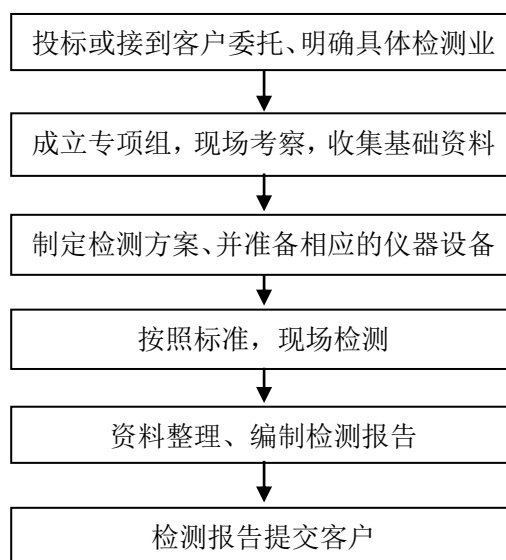 投标或接到客户委托、明确具体检测业
成立专项组，现场考察，收集基础资料
制定检测方案、并准备相应的仪器设备
按照标准，现场检测
资料整理、编制检测报告
检测报告提交客户